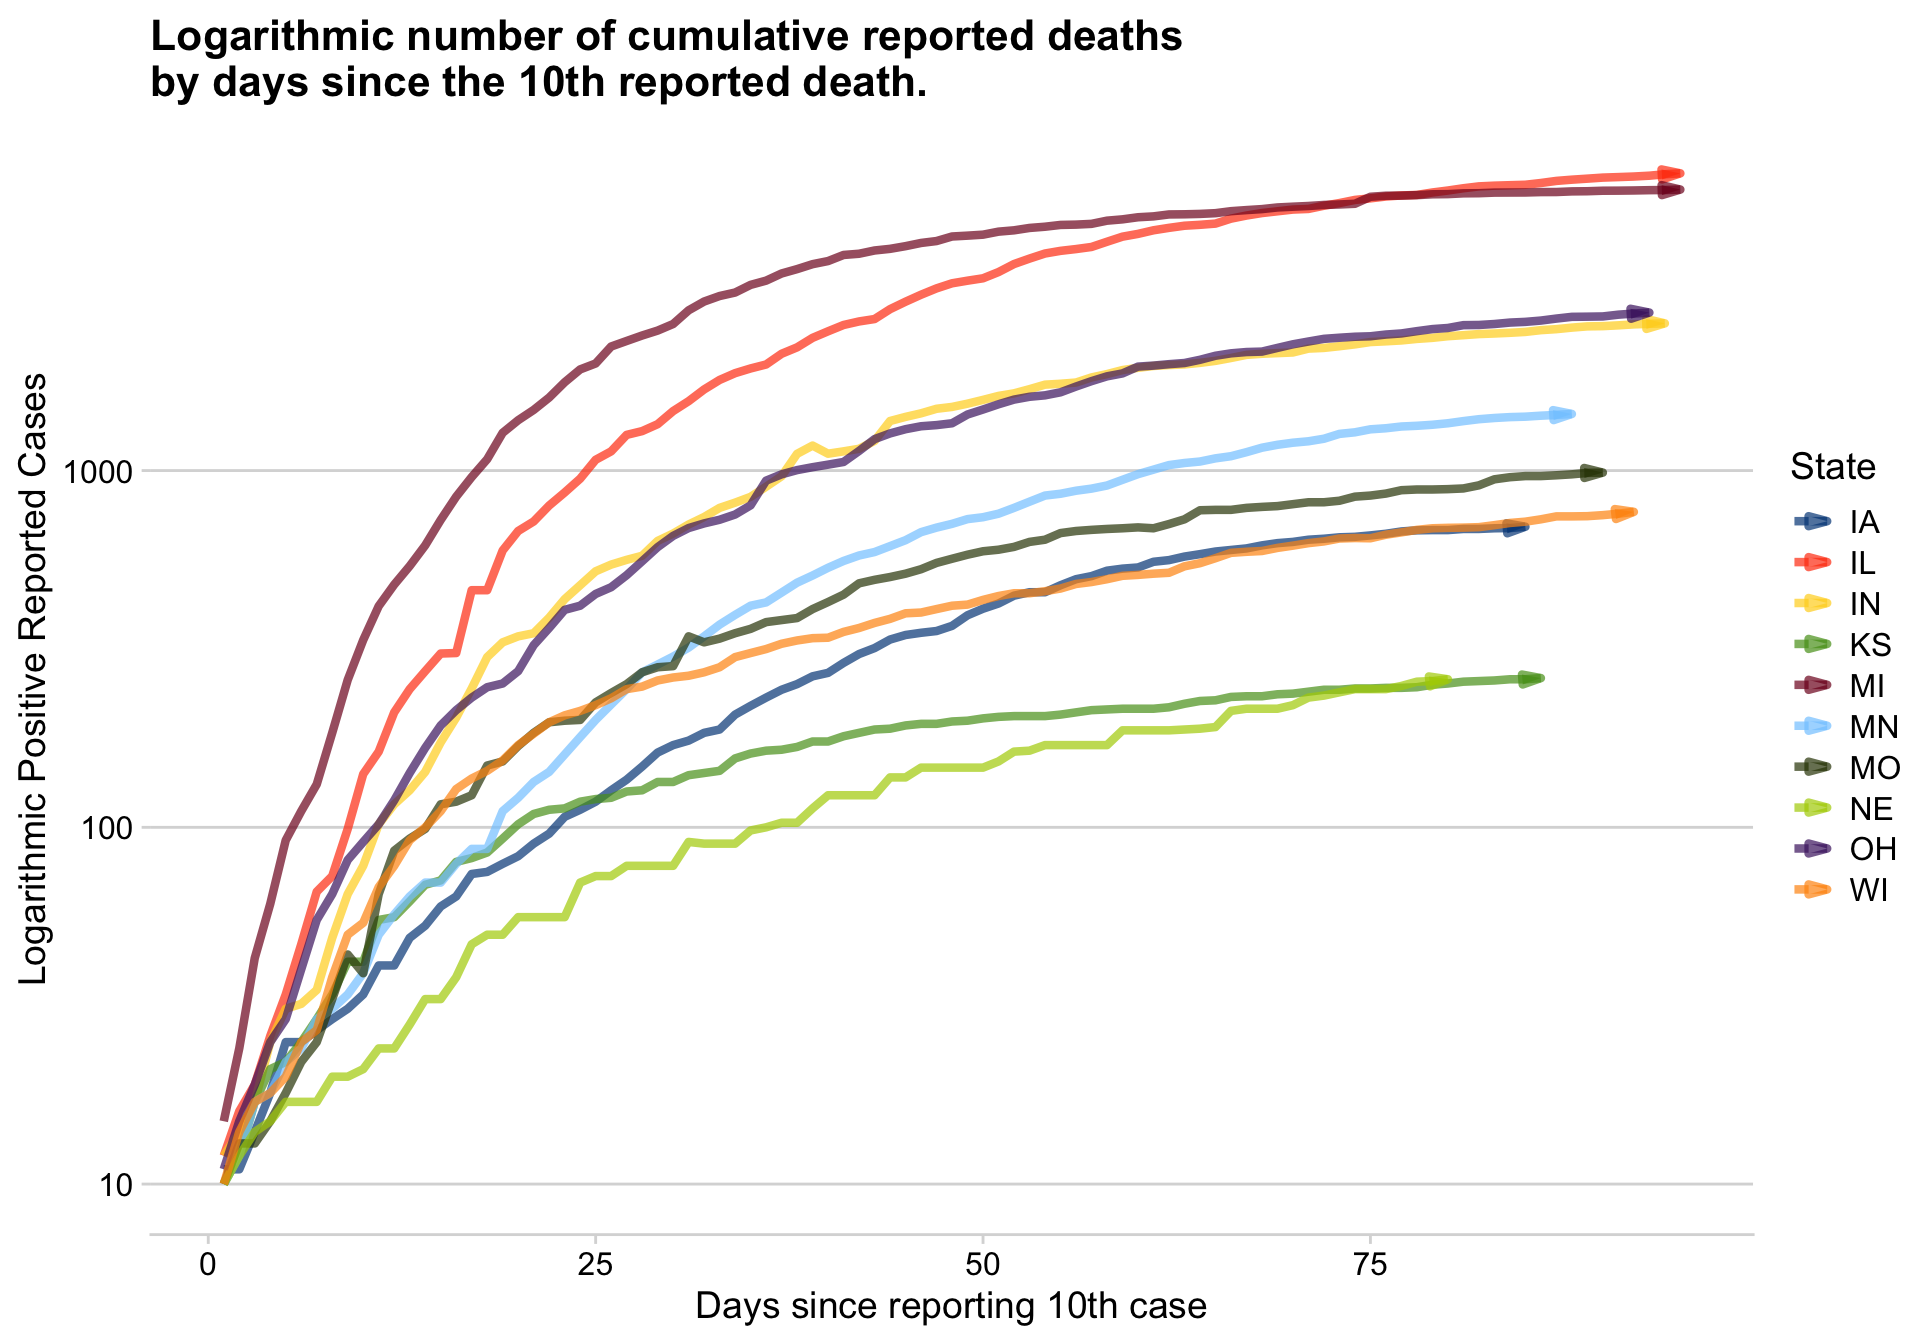 Logarithmic number of cumulative reported deaths
by days since the 10th reported death.
Logarithmic Positive Reported Cases
1000
100
10
0
25
50
75
Days since reporting 10th case
State
IA
IL
IN
KS
MI
MN
MO
NE
OH
WI